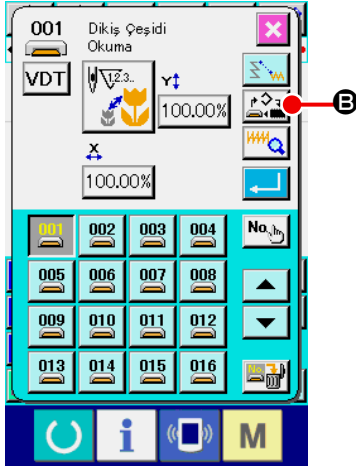 001 Dikiş Çeşidi
Okuma
VDT
1.2.3..
Y
100.00%
B
X
100.00%
001 002 003 004 No.
005 006 007 008
009 010 011 012
013 014 015 016 No.
i M